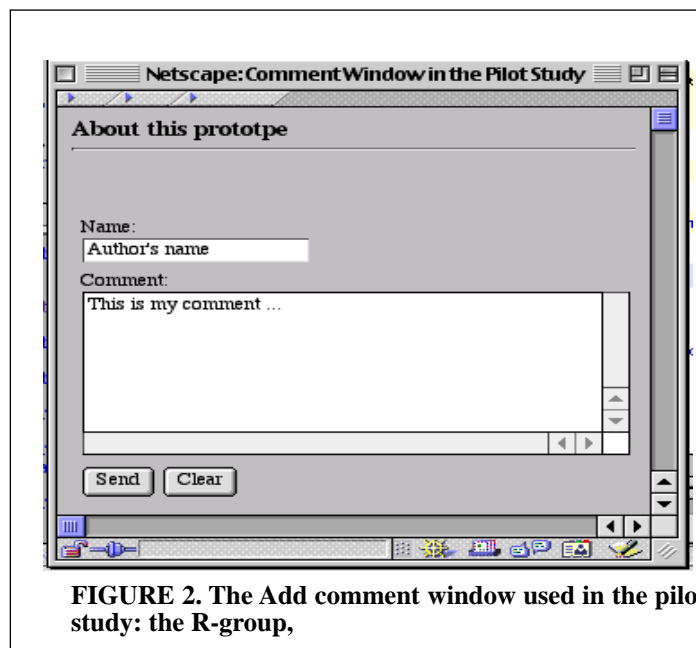 Netscape: Comment Window in the Pilot Study
About this prototpe
Name:
Author's name
Comment:
This is my comment ...
Send Clear
FIGURE 2. The Add comment window used in the pilo
study: the R-group,